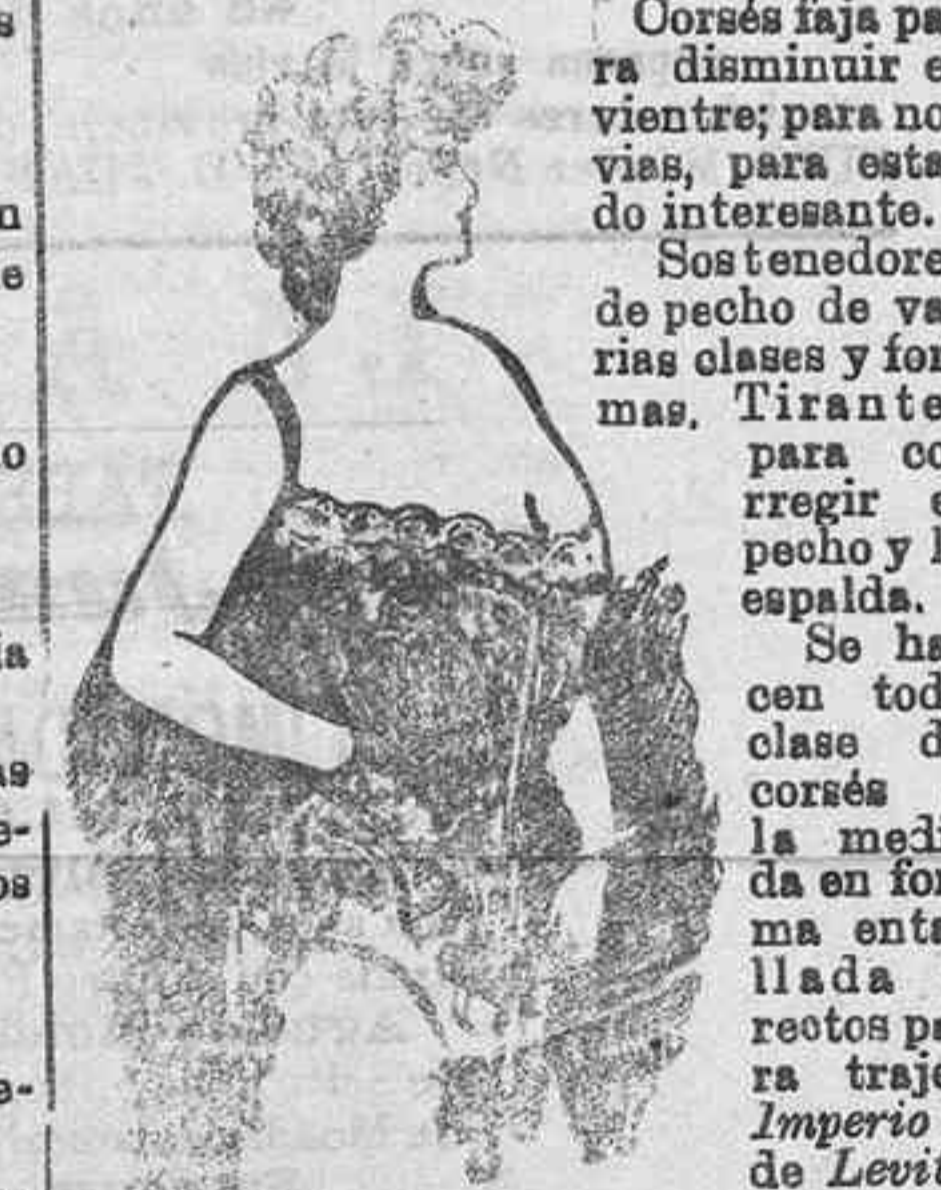 Corsés faja pa
ra disminuir e
vientre; para no
vias, para esta
do interesante.
Sostenedore
de pecho de va
rias clases y for
mas. Tirante
para co
rregir e
pecho y l
espalda.
Se ha
cen tod
clase d
corsés
la medi
da en for
ma enta
llada
rectos pa
ra traje
Imperio
de Levit